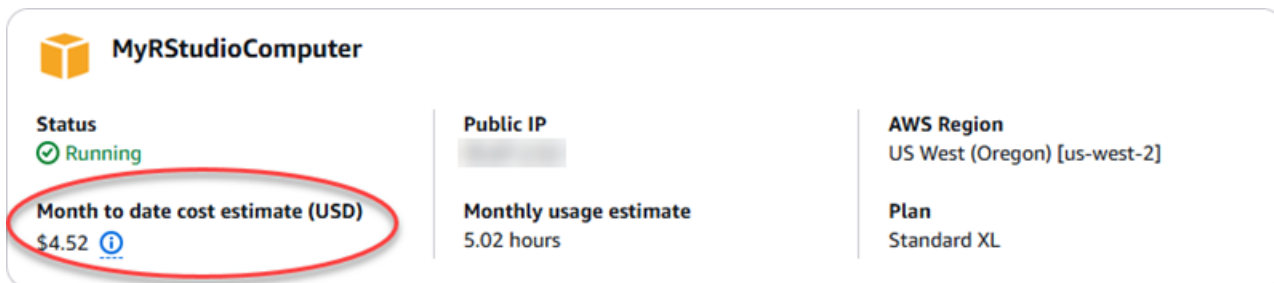 MyRStudioComputer
Status
Running
Month to date cost estimate (USD)
$4.52
Public IP
Monthly usage estimate
5.02 hours
AWS Region
US West (Oregon) [us-west-2]
Plan
Standard XL